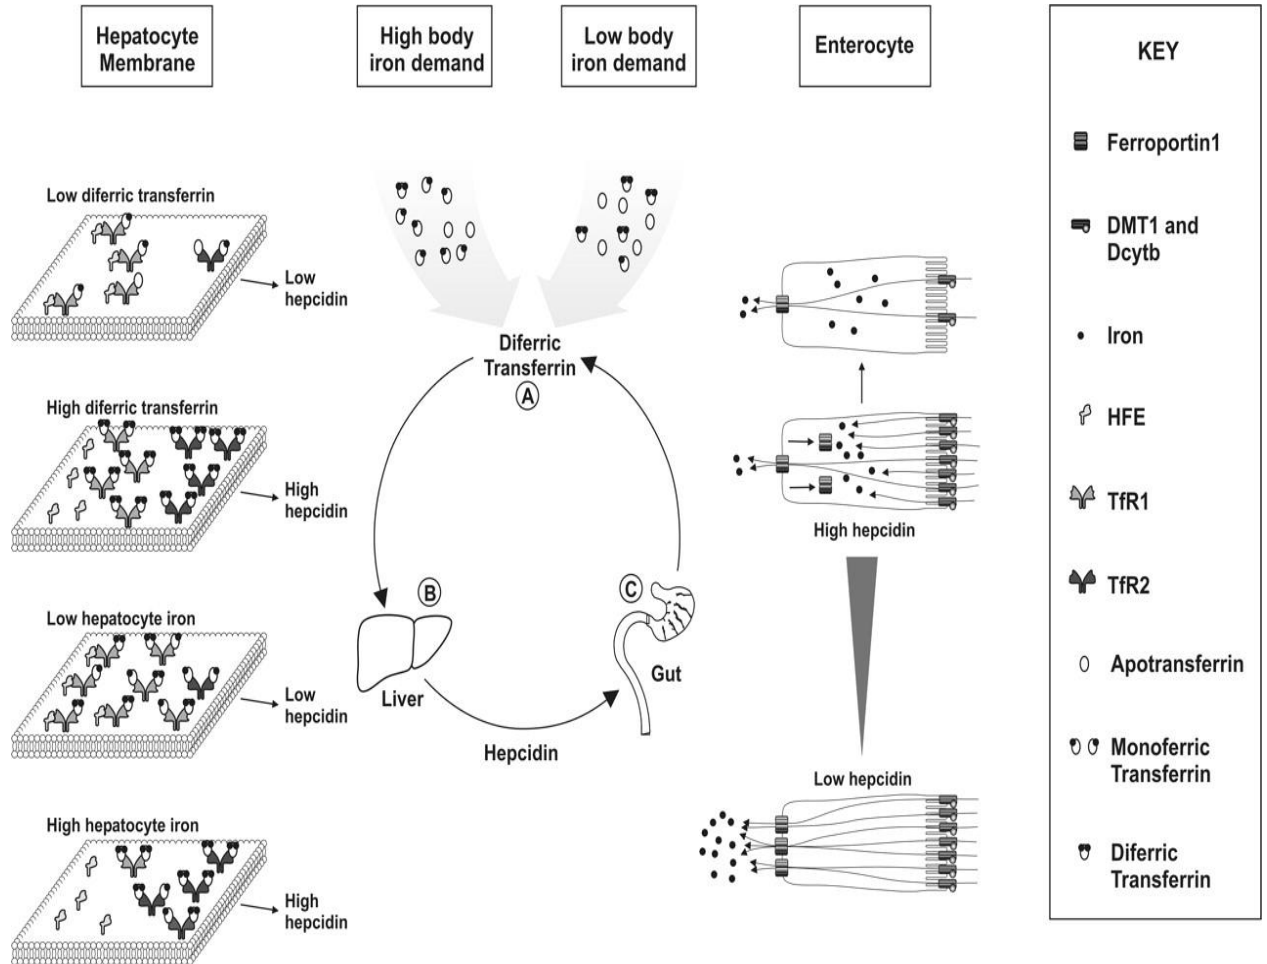 Hepatocyte
Membrane
High body
iron demand
Low body
iron demand
Enterocyte
KEY
Ferroportin1
DMT1 and
Dcytb
Iron
HFE
TfR1
TfR2
Apotransferrin
Monoferric
Transferrin
Diferric
Transferrin
Low diferric transferrin
Low
hepcidin
High diferric transferrin
High
hepcidin
Low hepatocyte iron
Low
hepcidin
High hepatocyte iron
High
hepcidin
Diferric
Transferrin
A
B
Liver
C
Gut
Hepcidin
High hepcidin
Low hepcidin